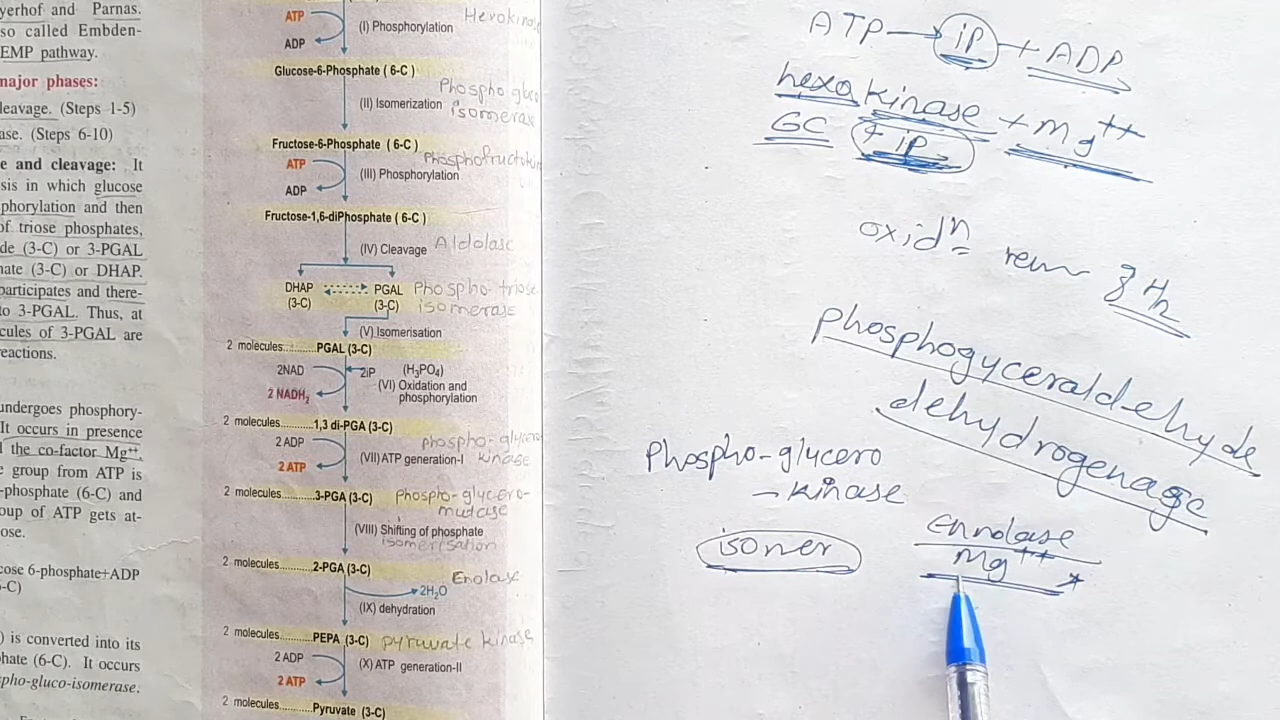 yerhof and Parnas.
so called Embden-
EMP pathway.
major phases:
leavage. (Steps 1-5)
ase. (Steps 6-10)
e and cleavage: It
sis in which glucose
phorylation and then
of triose phosphates,
de (3-C) or 3-PGAL
nate (3-C) or DHAP.
participates and there-
to 3-PGAL. Thus, at
cules of 3-PGAL are
reactions.
undergoes phosphory-
It occurs in presence
d the co-factor Mg++.
e group from ATP is
-phosphate (6-C) and
oup of ATP gets at-
ose.
cose 6-phosphate+ADP
5-C)
) is converted into its
phate (6-C). It occurs
spho-gluco-isomerase.
ATP
(I) Phosphorylation
Hexokinase
ADP
Glucose-6-Phosphate ( 6-C )
Phospho gluco
(II) Isomerization
isomerase
Fructose-6-Phosphate ( 6-C)
Phosphofructokin
ATP
(III) Phosphorylation
ADP
Fructose-1,6-diPhosphate ( 6-C )
(IV) Cleavage
Aldolase
DHAP
(3-C)
PGAL
(3-C)
Phospho-triose
isomerase
(V) Isomerisation
2 molecules............PGAL (3-C)
2NAD
2iP
(H₃PO₄)
2 NADH₂
(VI) Oxidation and
phosphorylation
2 molecules...........1,3 di-PGA (3-C)
2 ADP
phospho-glycero
(VII) ATP generation-I
kinase
2 ATP
2 molecules............3-PGA (3-C)
Phospho-glycero-
mutase
(VIII) Shifting of phosphate
isomerisation
2 molecules............2-PGA (3-C)
Enolase
2H₂O
(IX) dehydration
2 molecules...........PEPA (3-C)
pyruvate kinase
2 ADP
(X) ATP generation-II
2 ATP
2 molecules............Pyruvate (3-C)
ATP → iP + ADP
hexokinase + Mg++
GC + iP
oxidn = rem 2H₂
phosphogyceraldehyde
dehydrogenase
Phospho-glycero
-kinase
isomer
Ennolase
Mg++ *